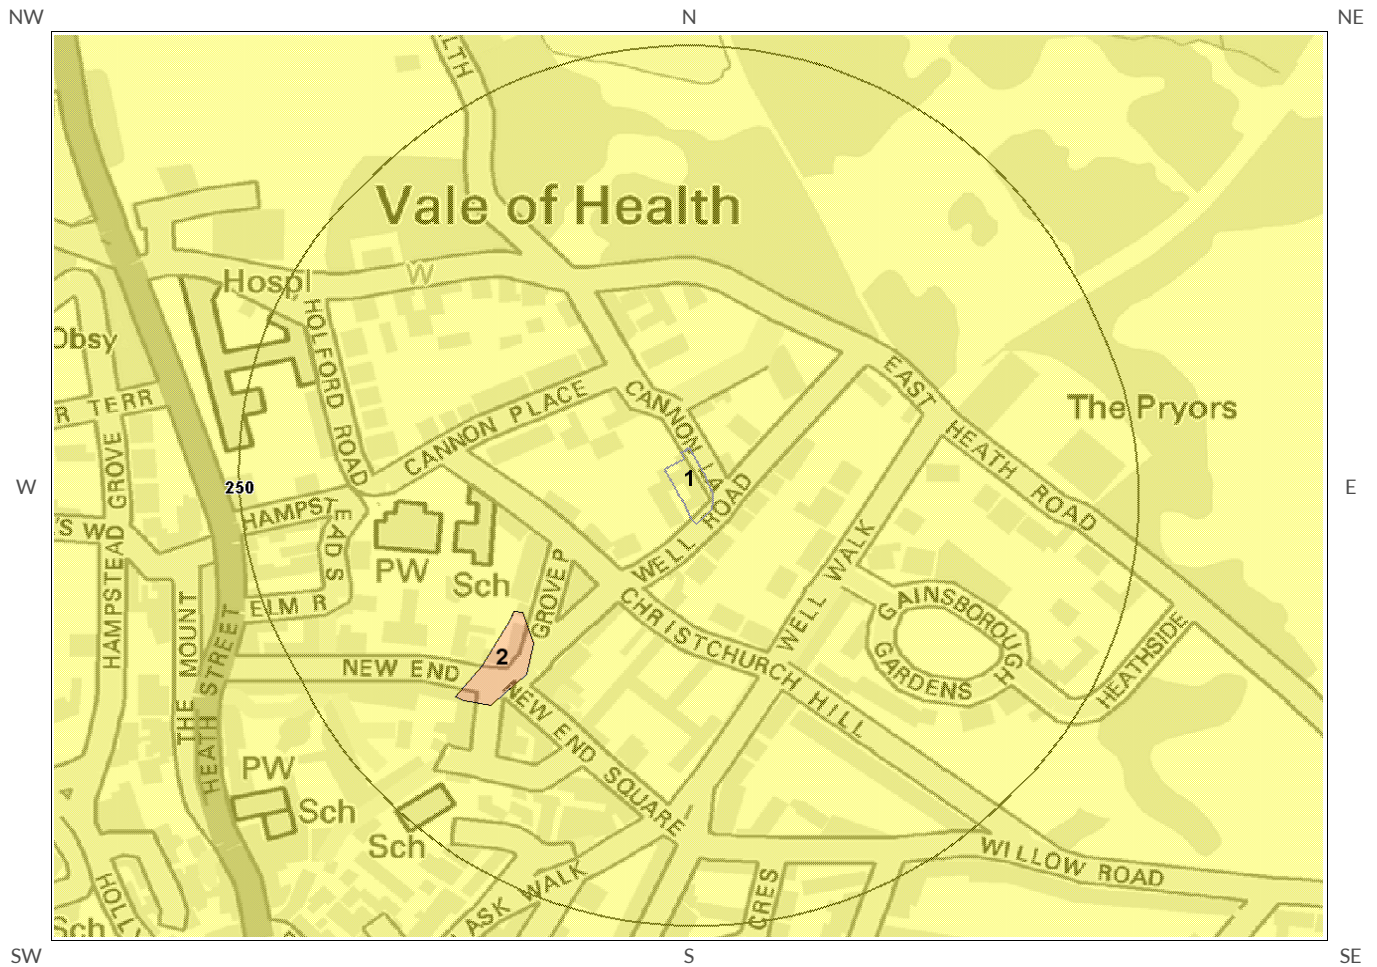 NW
N
NE
LTH
Vale of Health
W
Hospl
Obsy
HOLFORD ROAD
EAST HEATH ROAD
R TERR
CANNON PLACE
CANNON LA
The Pryors
HAMPSTEAD GROVE
1
W
250
E
WELL ROAD
HAMPSTEADS
S W
WELL WALK
PW
Sch
GROVE P
ELM R
GAINSBOROUGH GARDENS
THE MOUNT
HEATH STREET
CHRISTCHURCH HILL
HEATHSIDE
2
NEW END
NEW END SQUARE
PW
Sch
Sch
WILLOW ROAD
HOLLY
ASK WALK
CRES
Sch
SW
S
SE